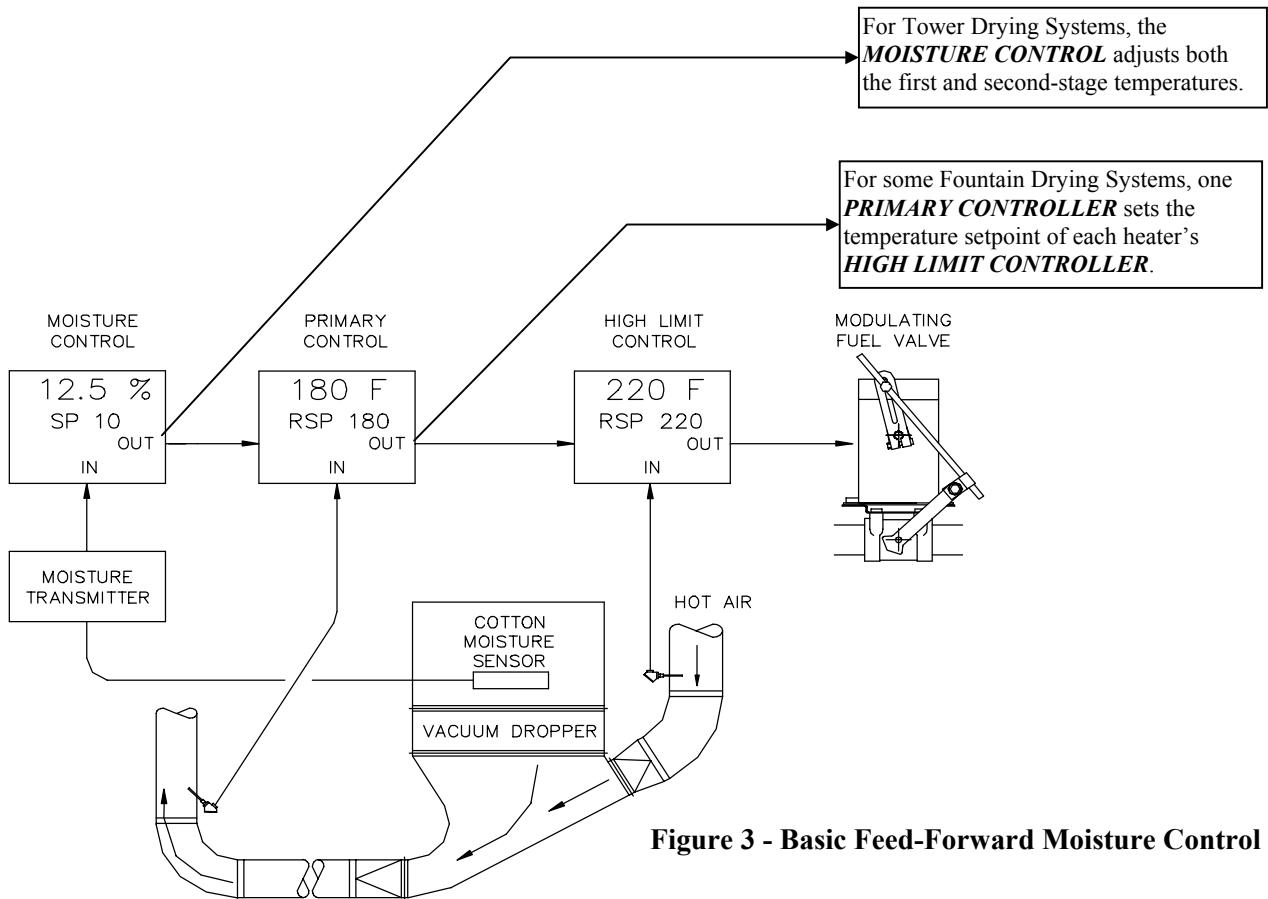 For Tower Drying Systems, the
MOISTURE CONTROL adjusts both
the first and second-stage temperatures.
For some Fountain Drying Systems, one
PRIMARY CONTROLLER sets the
temperature setpoint of each heater’s
HIGH LIMIT CONTROLLER.
MOISTURE
CONTROL
12.5 %
SP 10
OUT
IN
PRIMARY
CONTROL
180 F
RSP 180
OUT
IN
HIGH LIMIT
CONTROL
220 F
RSP 220
OUT
IN
MODULATING
FUEL VALVE
MOISTURE
TRANSMITTER
COTTON
MOISTURE
SENSOR
HOT AIR
VACUUM DROPPER
Figure 3 - Basic Feed-Forward Moisture Control